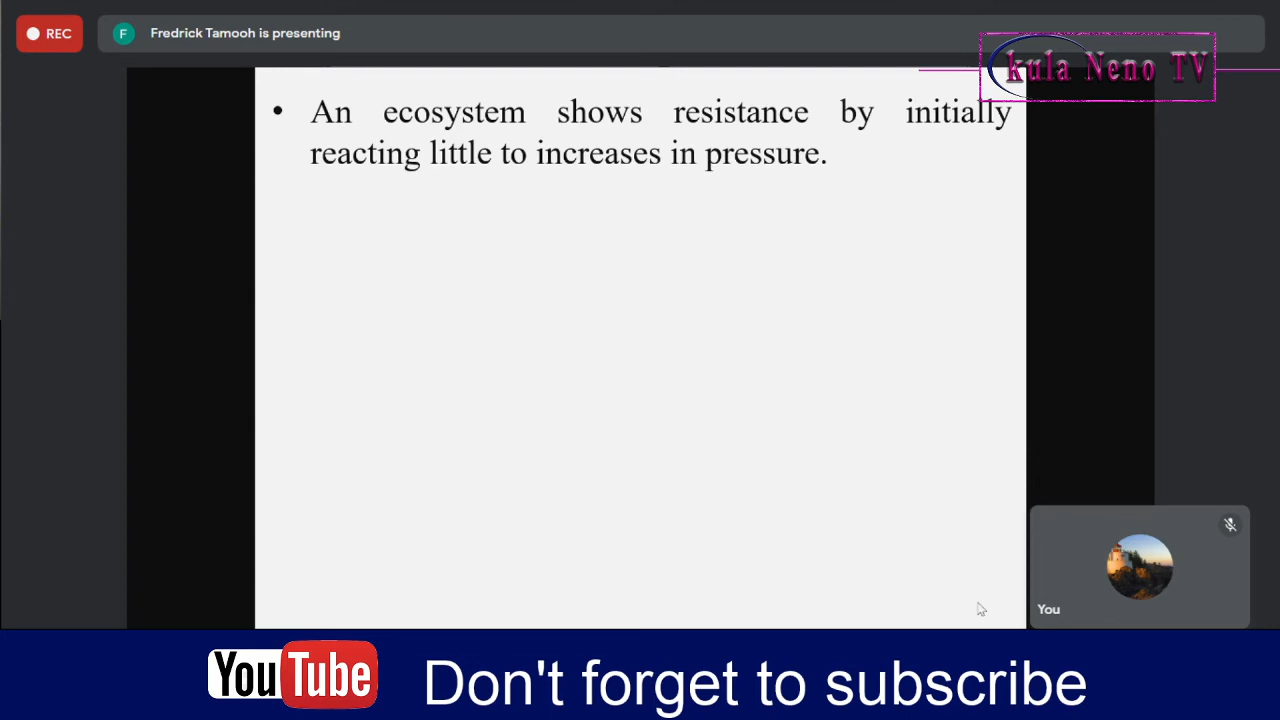 REC
F
Fredrick Tamooh is presenting
kula Neno TV
• An ecosystem shows resistance by initially
reacting little to increases in pressure.
You
YouTube
Don't forget to subscribe